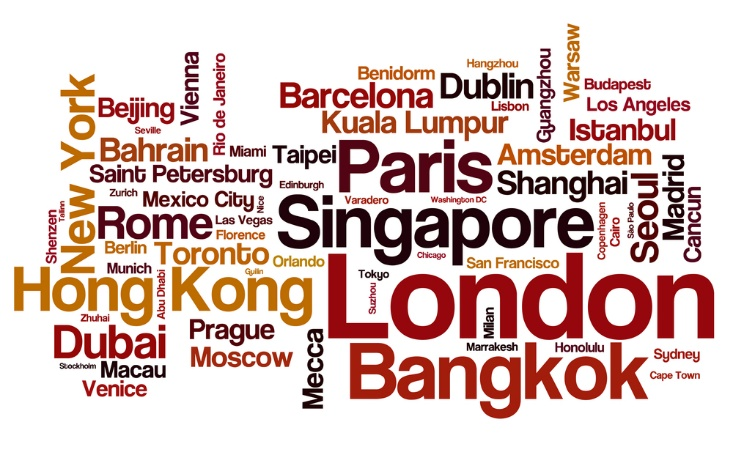 Warsaw
Vienna
Rio de Janeiro
Hangzhou
Benidorm
Dublin
Guangzhou
New York
Beijing
Barcelona
Lisbon
Budapest
Los Angeles
Seville
Kuala Lumpur
Istanbul
Bahrain
Miami
Taipei
Paris
Amsterdam
Saint Petersburg
Edinburgh
Shanghai
Seoul
Madrid
Cancun
Zurich
Mexico City
Nice
Varadero
Washington DC
Shenzen
Tallinn
Rome
Las Vegas
Singapore
Copenhagen
Cairo
São Paulo
Florence
Berlin
Toronto
Orlando
Chicago
San Francisco
Munich
Abu Dhabi
Guilin
Tokyo
Suzhou
Hong Kong
London
Milan
Zhuhai
Dubai
Prague
Mecca
Marrakesh
Honolulu
Moscow
Bangkok
Sydney
Stockholm
Macau
Cape Town
Venice